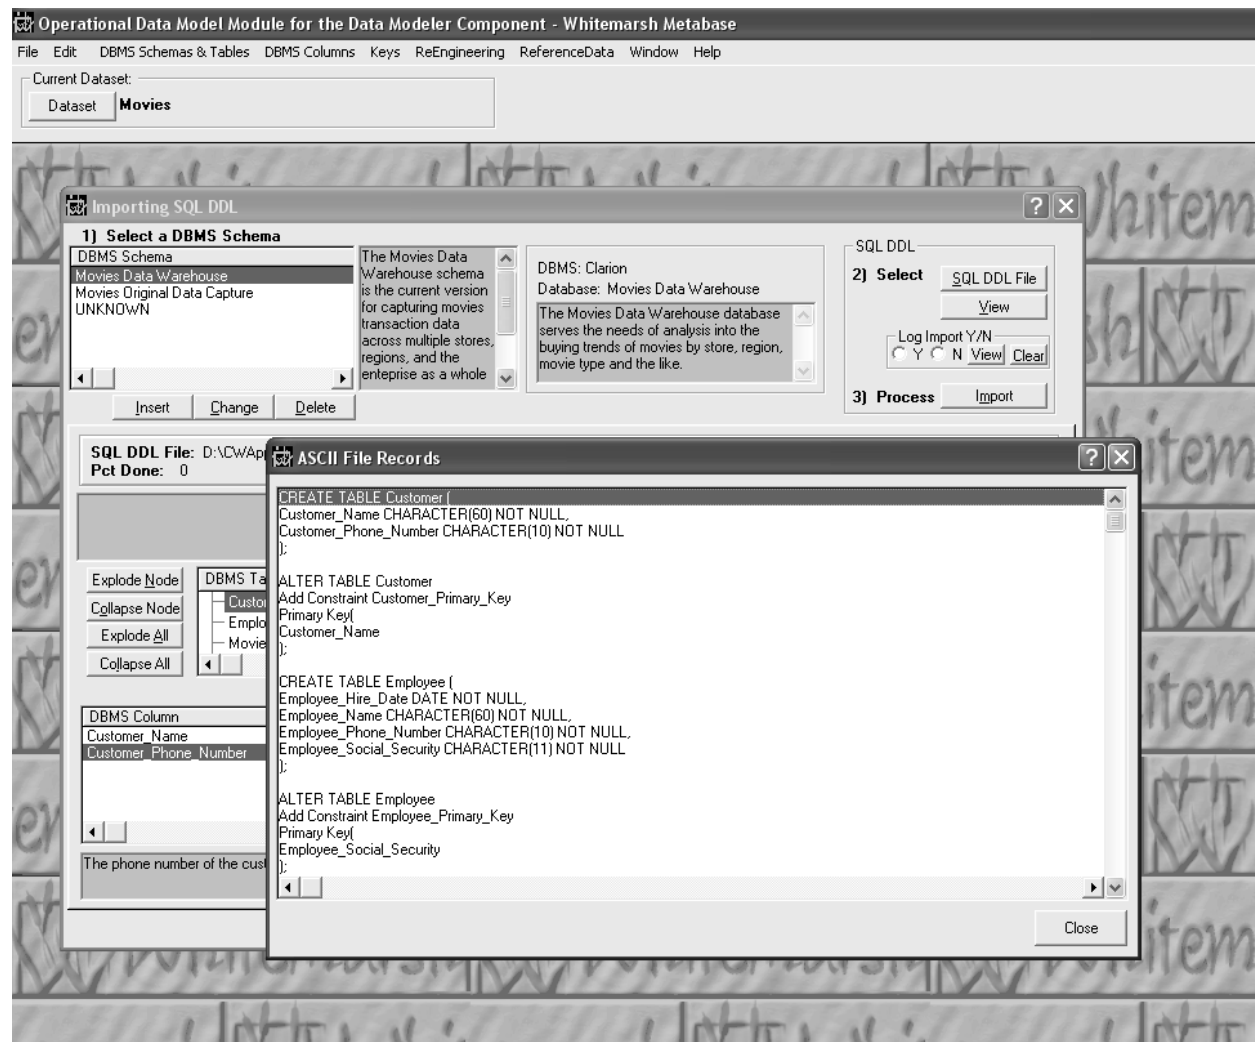 Operational Data Model Module for the Data Modeler Component - Whitemarsh Metabase
File Edit DBMS Schemas & Tables DBMS Columns Keys ReEngineering ReferenceData Window Help
Current Dataset:
Dataset Movies
Importing SQL DDL
1) Select a DBMS Schema
DBMS Schema
Movies Data Warehouse
Movies Original Data Capture
UNKNOWN
The Movies Data
Warehouse schema
is the current version
for capturing movies
transaction data
across multiple stores,
regions, and the
enteprise as a whole
DBMS: Clarion
Database: Movies Data Warehouse
The Movies Data Warehouse database
serves the needs of analysis into the
buying trends of movies by store, region,
movie type and the like.
SQL DDL
2) Select SQL DDL File
View
Log Import Y/N
Y N View Clear
3) Process Import
Insert Change Delete
SQL DDL File: D:\CWApp
Pct Done: 0
Explode Node
Collapse Node
Explode All
Collapse All
DBMS Ta
Custo
Emplo
Movie
DBMS Column
Customer_Name
Customer_Phone_Number
The phone number of the cust
ASCII File Records
CREATE TABLE Customer (
Customer_Name CHARACTER(60) NOT NULL,
Customer_Phone_Number CHARACTER(10) NOT NULL
);
ALTER TABLE Customer
Add Constraint Customer_Primary_Key
Primary Key(
Customer_Name
);
CREATE TABLE Employee (
Employee_Hire_Date DATE NOT NULL,
Employee_Name CHARACTER(60) NOT NULL,
Employee_Phone_Number CHARACTER(10) NOT NULL,
Employee_Social_Security CHARACTER(11) NOT NULL
);
ALTER TABLE Employee
Add Constraint Employee_Primary_Key
Primary Key(
Employee_Social_Security
);
Close